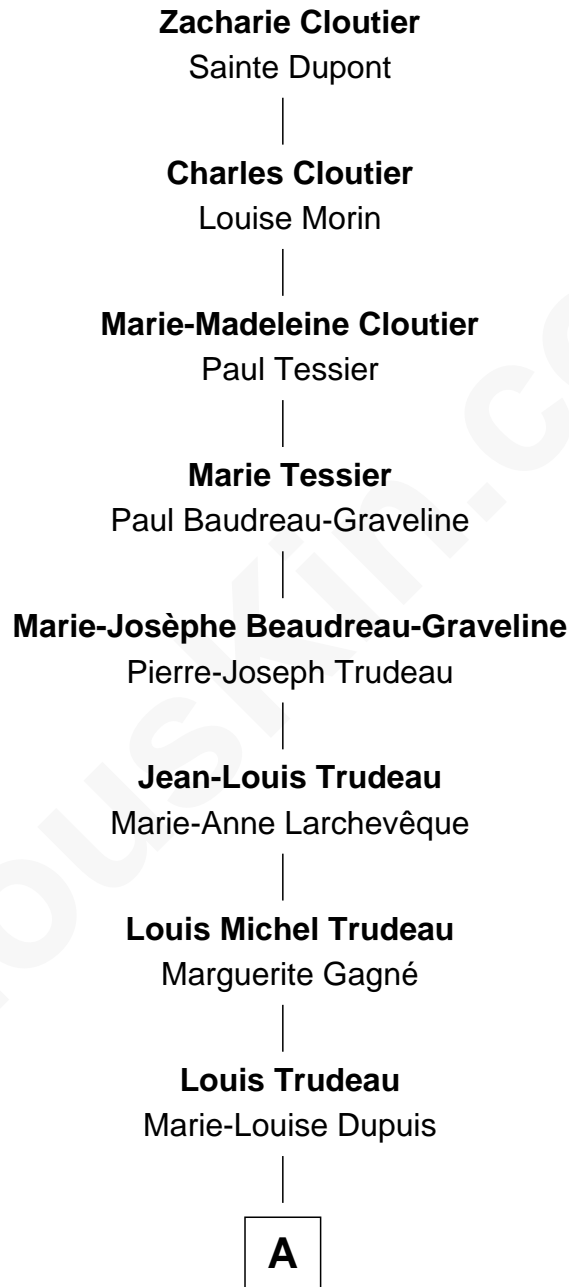 Zacharie Cloutier
Sainte Dupont
Charles Cloutier
Louise Morin
Marie-Madeleine Cloutier
Paul Tessier
Marie Tessier
Paul Baudreau-Graveline
Marie-Josèphe Beaudreau-Graveline
Pierre-Joseph Trudeau
Jean-Louis Trudeau
Marie-Anne Larchevêque
Louis Michel Trudeau
Marguerite Gagné
Louis Trudeau
Marie-Louise Dupuis
A